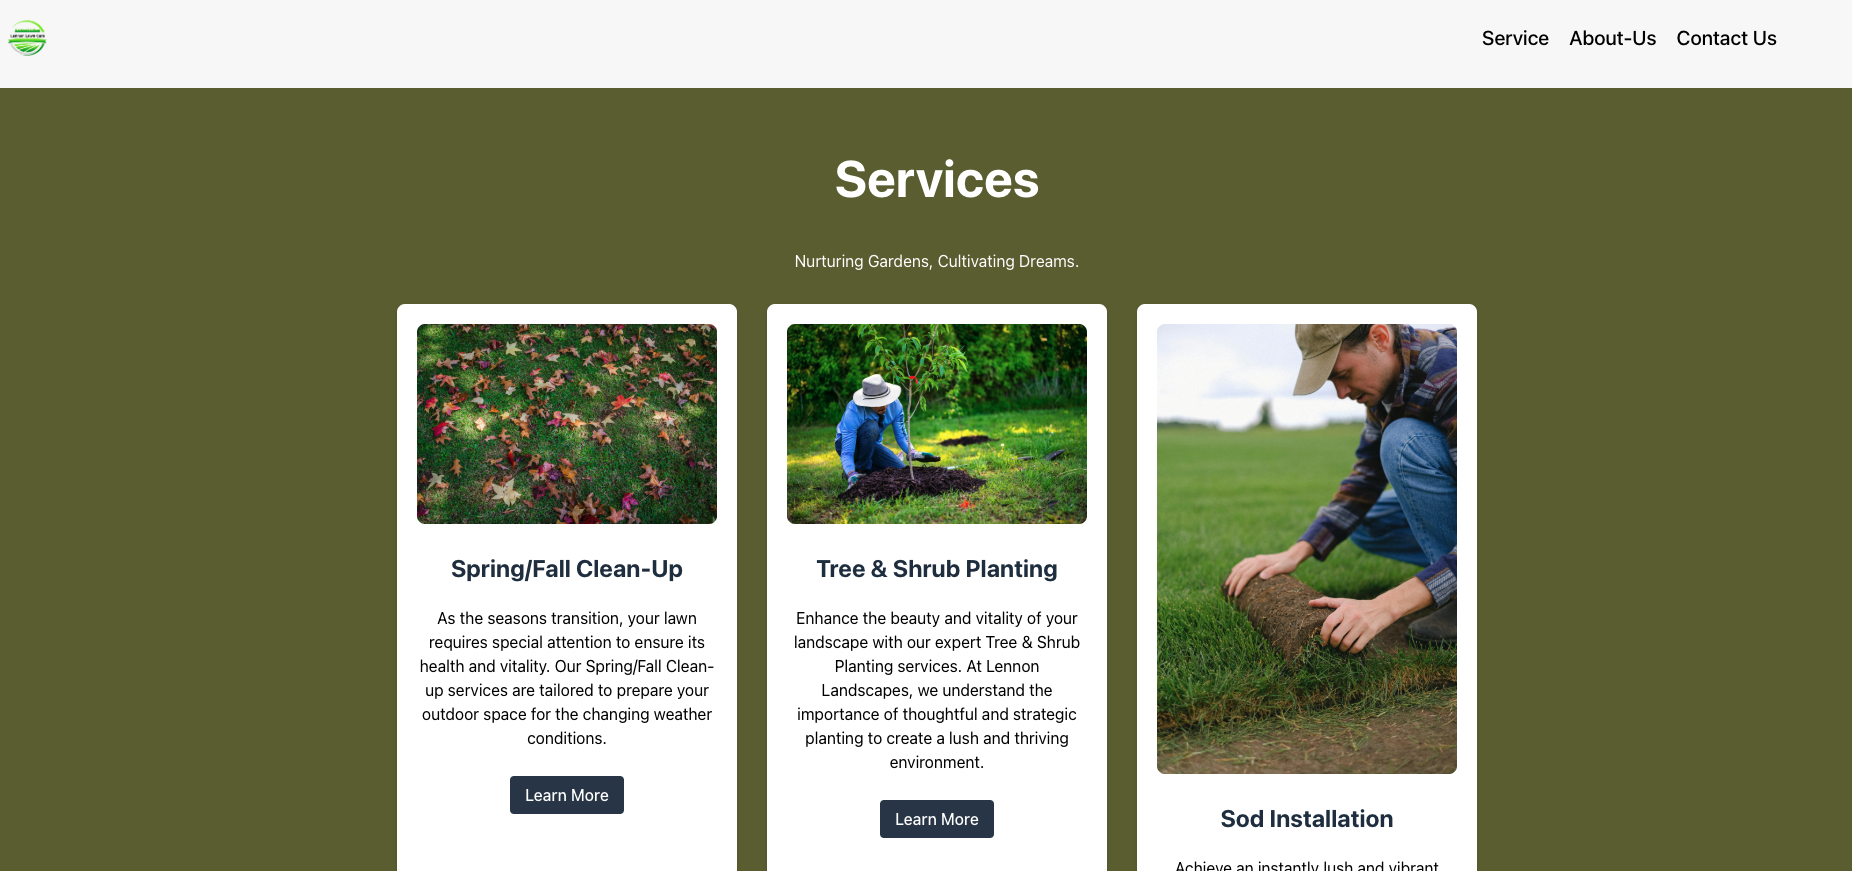 Lennon Lawn Care
Service About-Us Contact Us
Services
Nurturing Gardens, Cultivating Dreams.
Spring/Fall Clean-Up
As the seasons transition, your lawn
requires special attention to ensure its
health and vitality. Our Spring/Fall Clean-
up services are tailored to prepare your
outdoor space for the changing weather
conditions.
Learn More
Tree & Shrub Planting
Enhance the beauty and vitality of your
landscape with our expert Tree & Shrub
Planting services. At Lennon
Landscapes, we understand the
importance of thoughtful and strategic
planting to create a lush and thriving
environment.
Learn More
Sod Installation
Achieve an instantly lush and vibrant